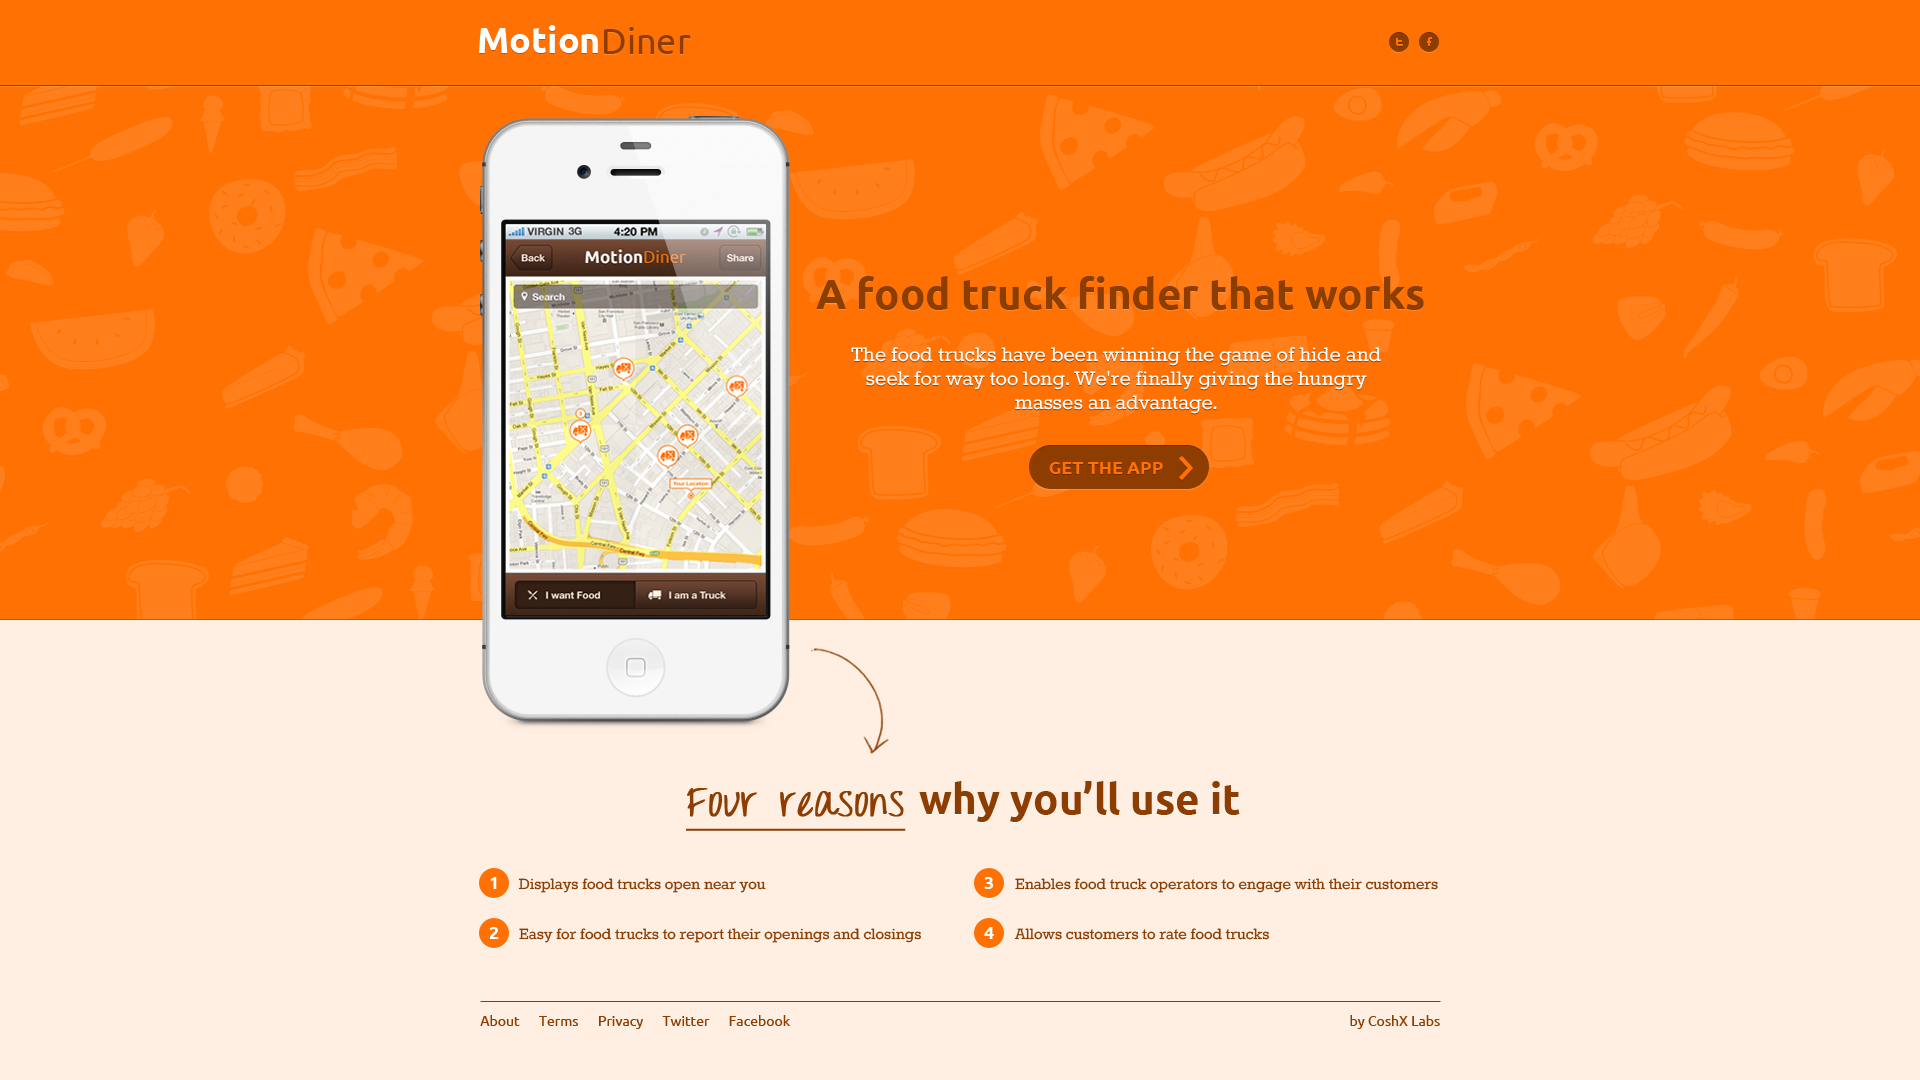 MotionDiner
VIRGIN 3G 4:20 PM
Back MotionDiner Share
Search
Your Location
I want Food I am a Truck
A food truck finder that works
The food trucks have been winning the game of hide and
seek for way too long. We're finally giving the hungry
masses an advantage.
GET THE APP
Four reasons why you’ll use it
1 Displays food trucks open near you
2 Easy for food trucks to report their openings and closings
3 Enables food truck operators to engage with their customers
4 Allows customers to rate food trucks
About Terms Privacy Twitter Facebook by CoshX Labs